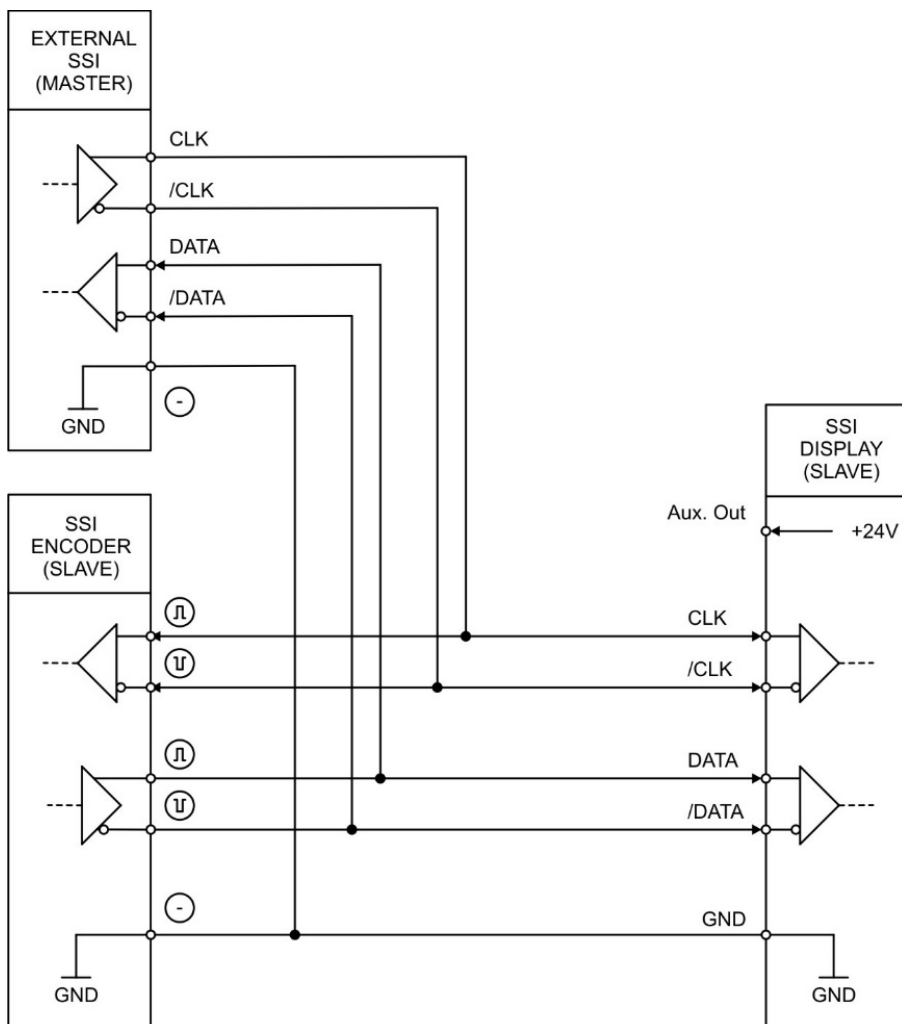 EXTERNAL
SSI
(MASTER)
CLK
/CLK
DATA
/DATA
-
GND
SSI
DISPLAY
(SLAVE)
Aux. Out
+24V
SSI
ENCODER
(SLAVE)
CLK
/CLK
DATA
/DATA
-
GND
GND
GND